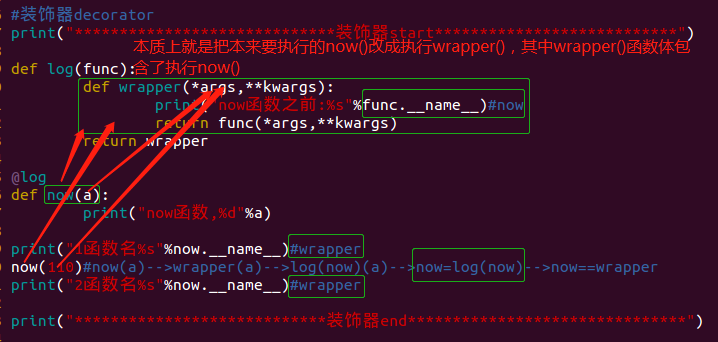 #装饰器decorator
print("*****************************装饰器start***************************")
本质上就是把本来要执行的now()改成执行wrapper()，其中wrapper()函数体包
含了执行now()
def log(func):
def wrapper(*args,**kwargs):
print("now函数之前:%s"%func.__name__)#now
return func(*args,**kwargs)
return wrapper
@log
def now(a):
print("now函数,%d"%a)
print("1函数名%s"%now.__name__)#wrapper
now(110)#now(a)-->wrapper(a)-->log(now)(a)-->now=log(now)-->now==wrapper
print("2函数名%s"%now.__name__)#wrapper
print("****************************装饰器end*******************************")